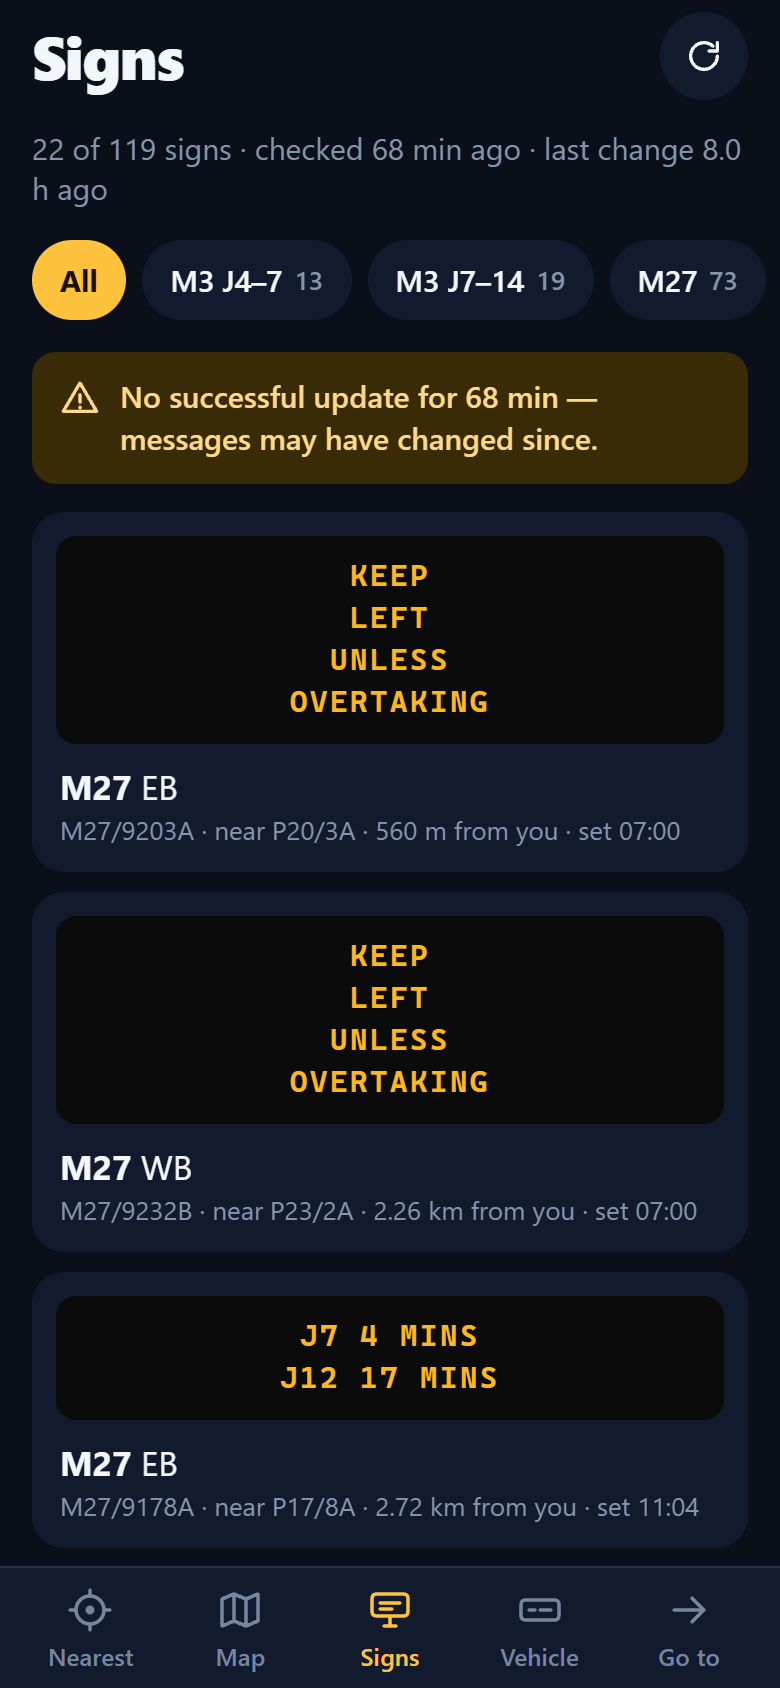 Signs
22 of 119 signs · checked 68 min ago · last change 8.0
h ago
All
M3 J4–7 13
M3 J7–14 19
M27 73
No successful update for 68 min —
messages may have changed since.
KEEP
LEFT
UNLESS
OVERTAKING
M27 EB
M27/9203A · near P20/3A · 560 m from you · set 07:00
KEEP
LEFT
UNLESS
OVERTAKING
M27 WB
M27/9232B · near P23/2A · 2.26 km from you · set 07:00
J7 4 MINS
J12 17 MINS
M27 EB
M27/9178A · near P17/8A · 2.72 km from you · set 11:04
Nearest
Map
Signs
Vehicle
Go to